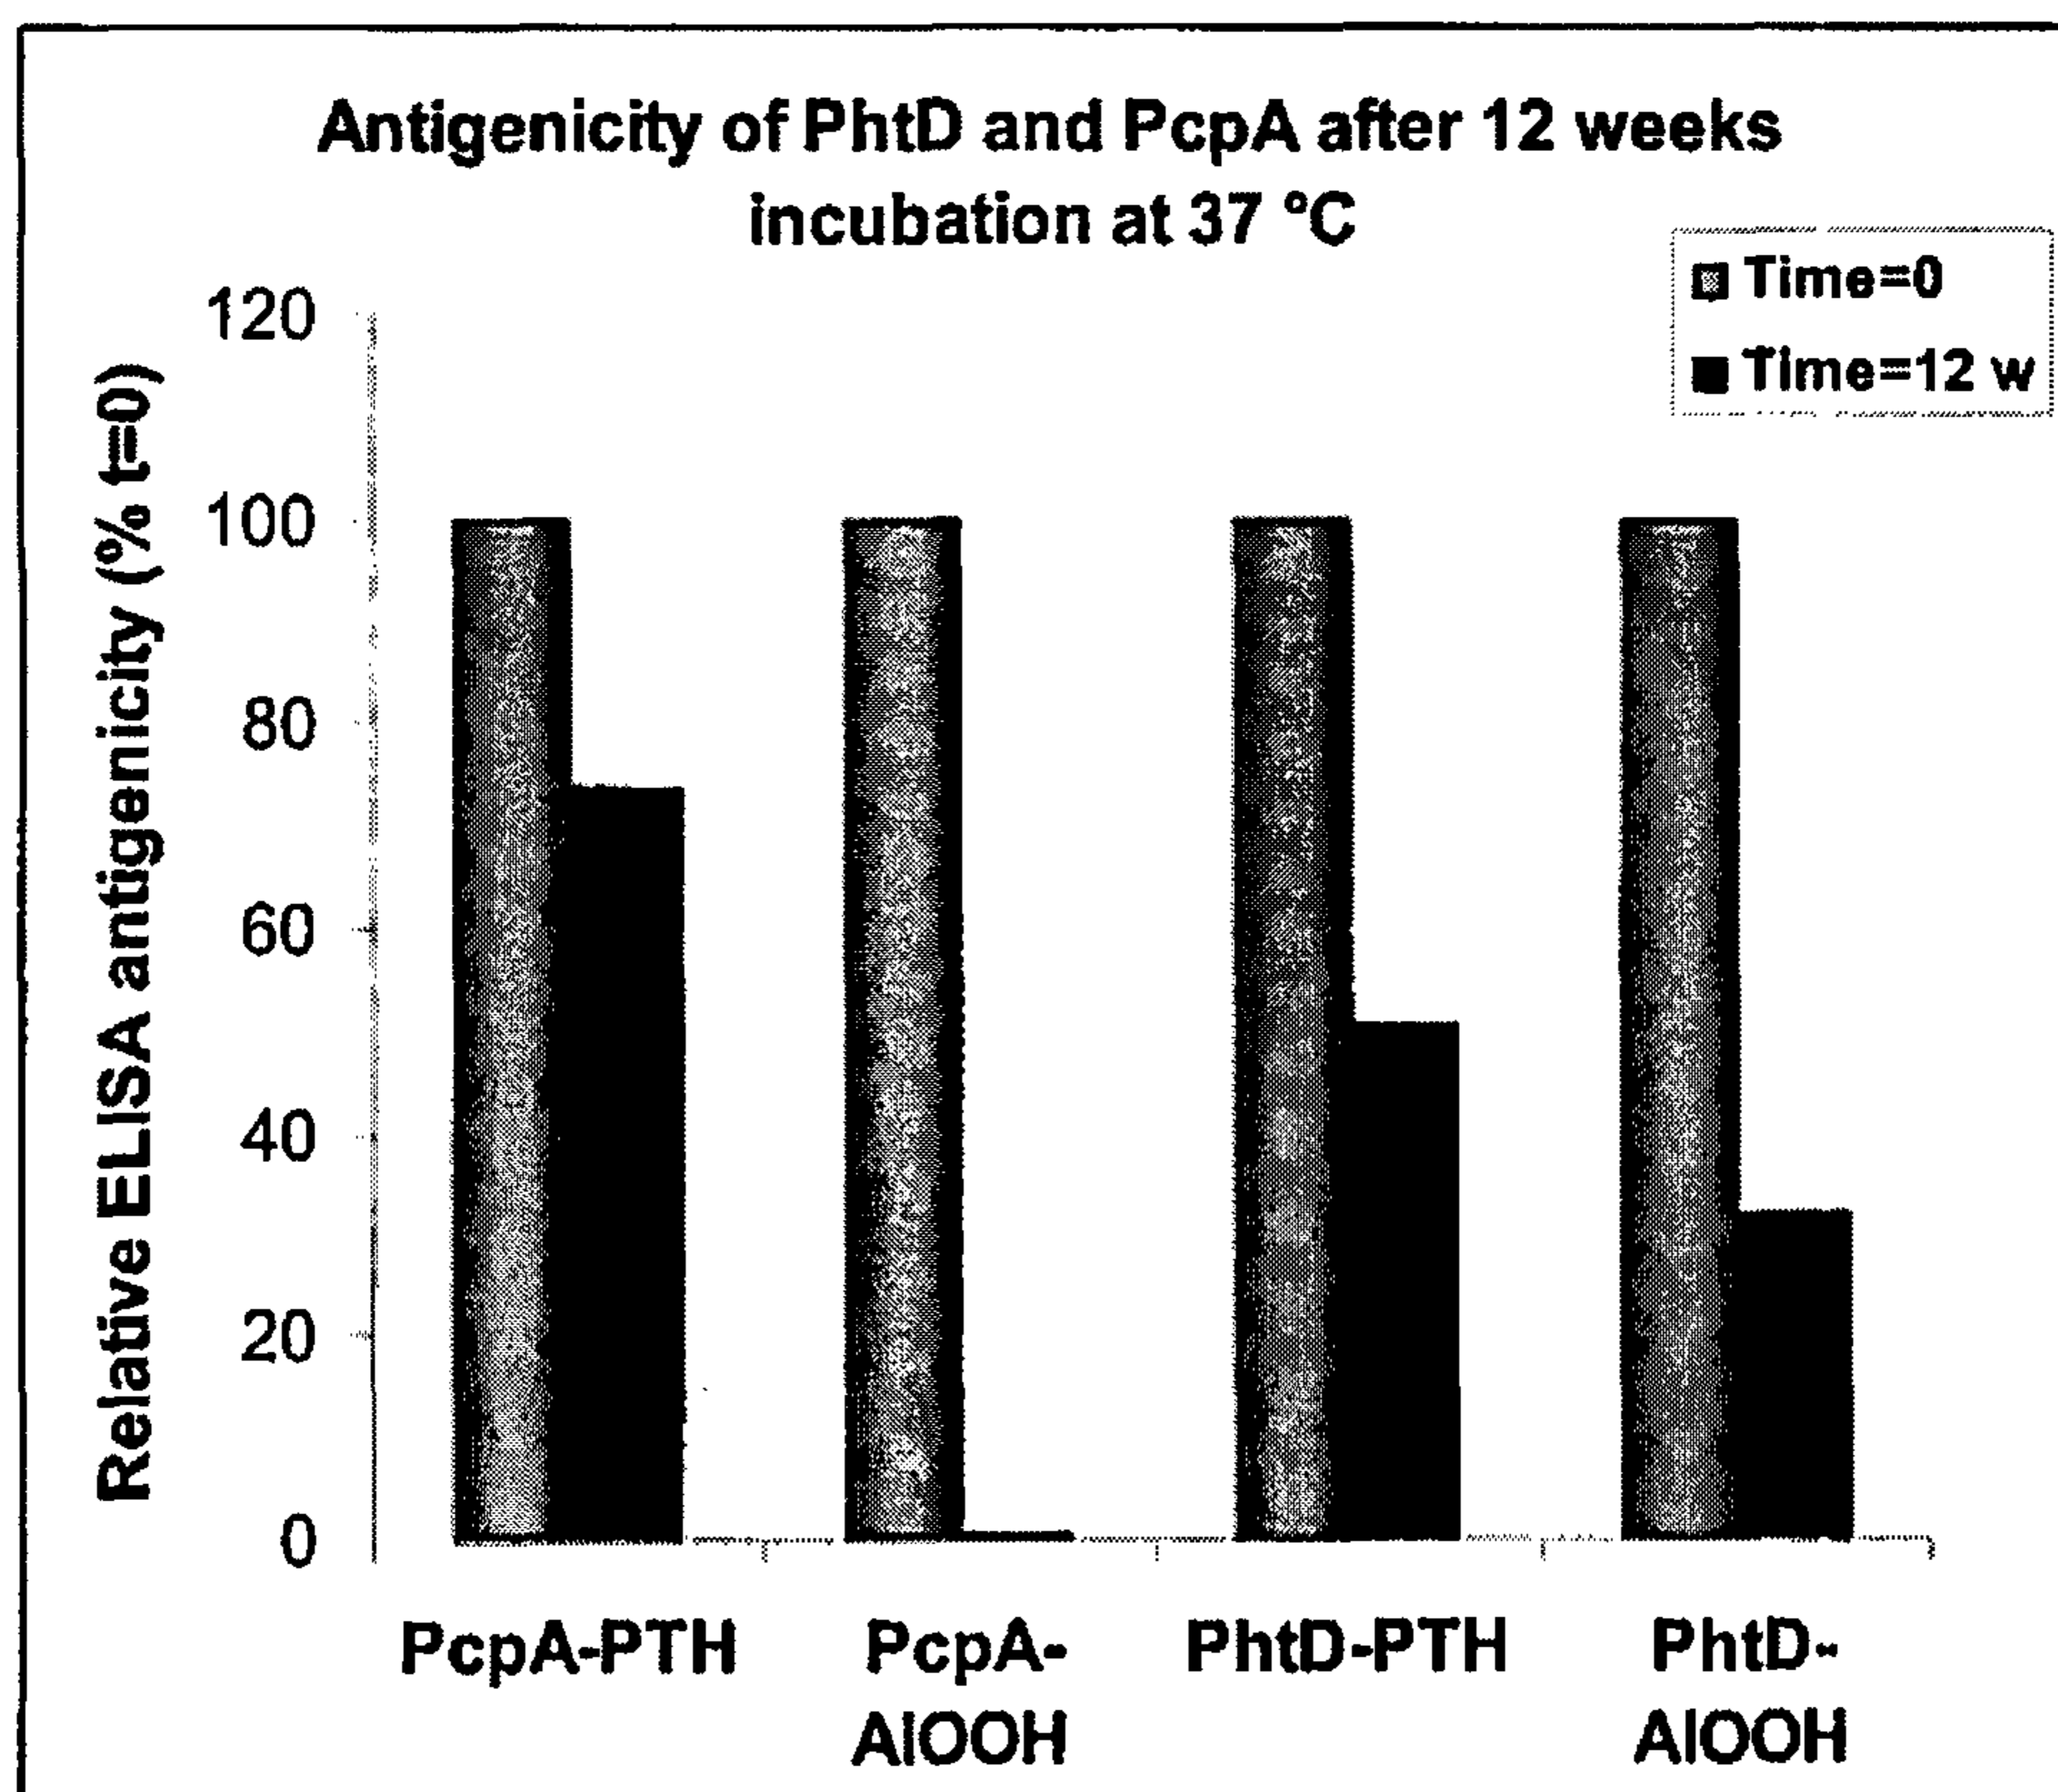 Antigenicity of PhtD and PcpA after 12 weeks
incubation at 37 ºC
Time=0
Time=12 w
Relative ELISA antigenicity (% t=0)
120
100
80
60
40
20
0
PcpA-PTH
PcpA-
AlOOH
PhtD-PTH
PhtD-
AlOOH